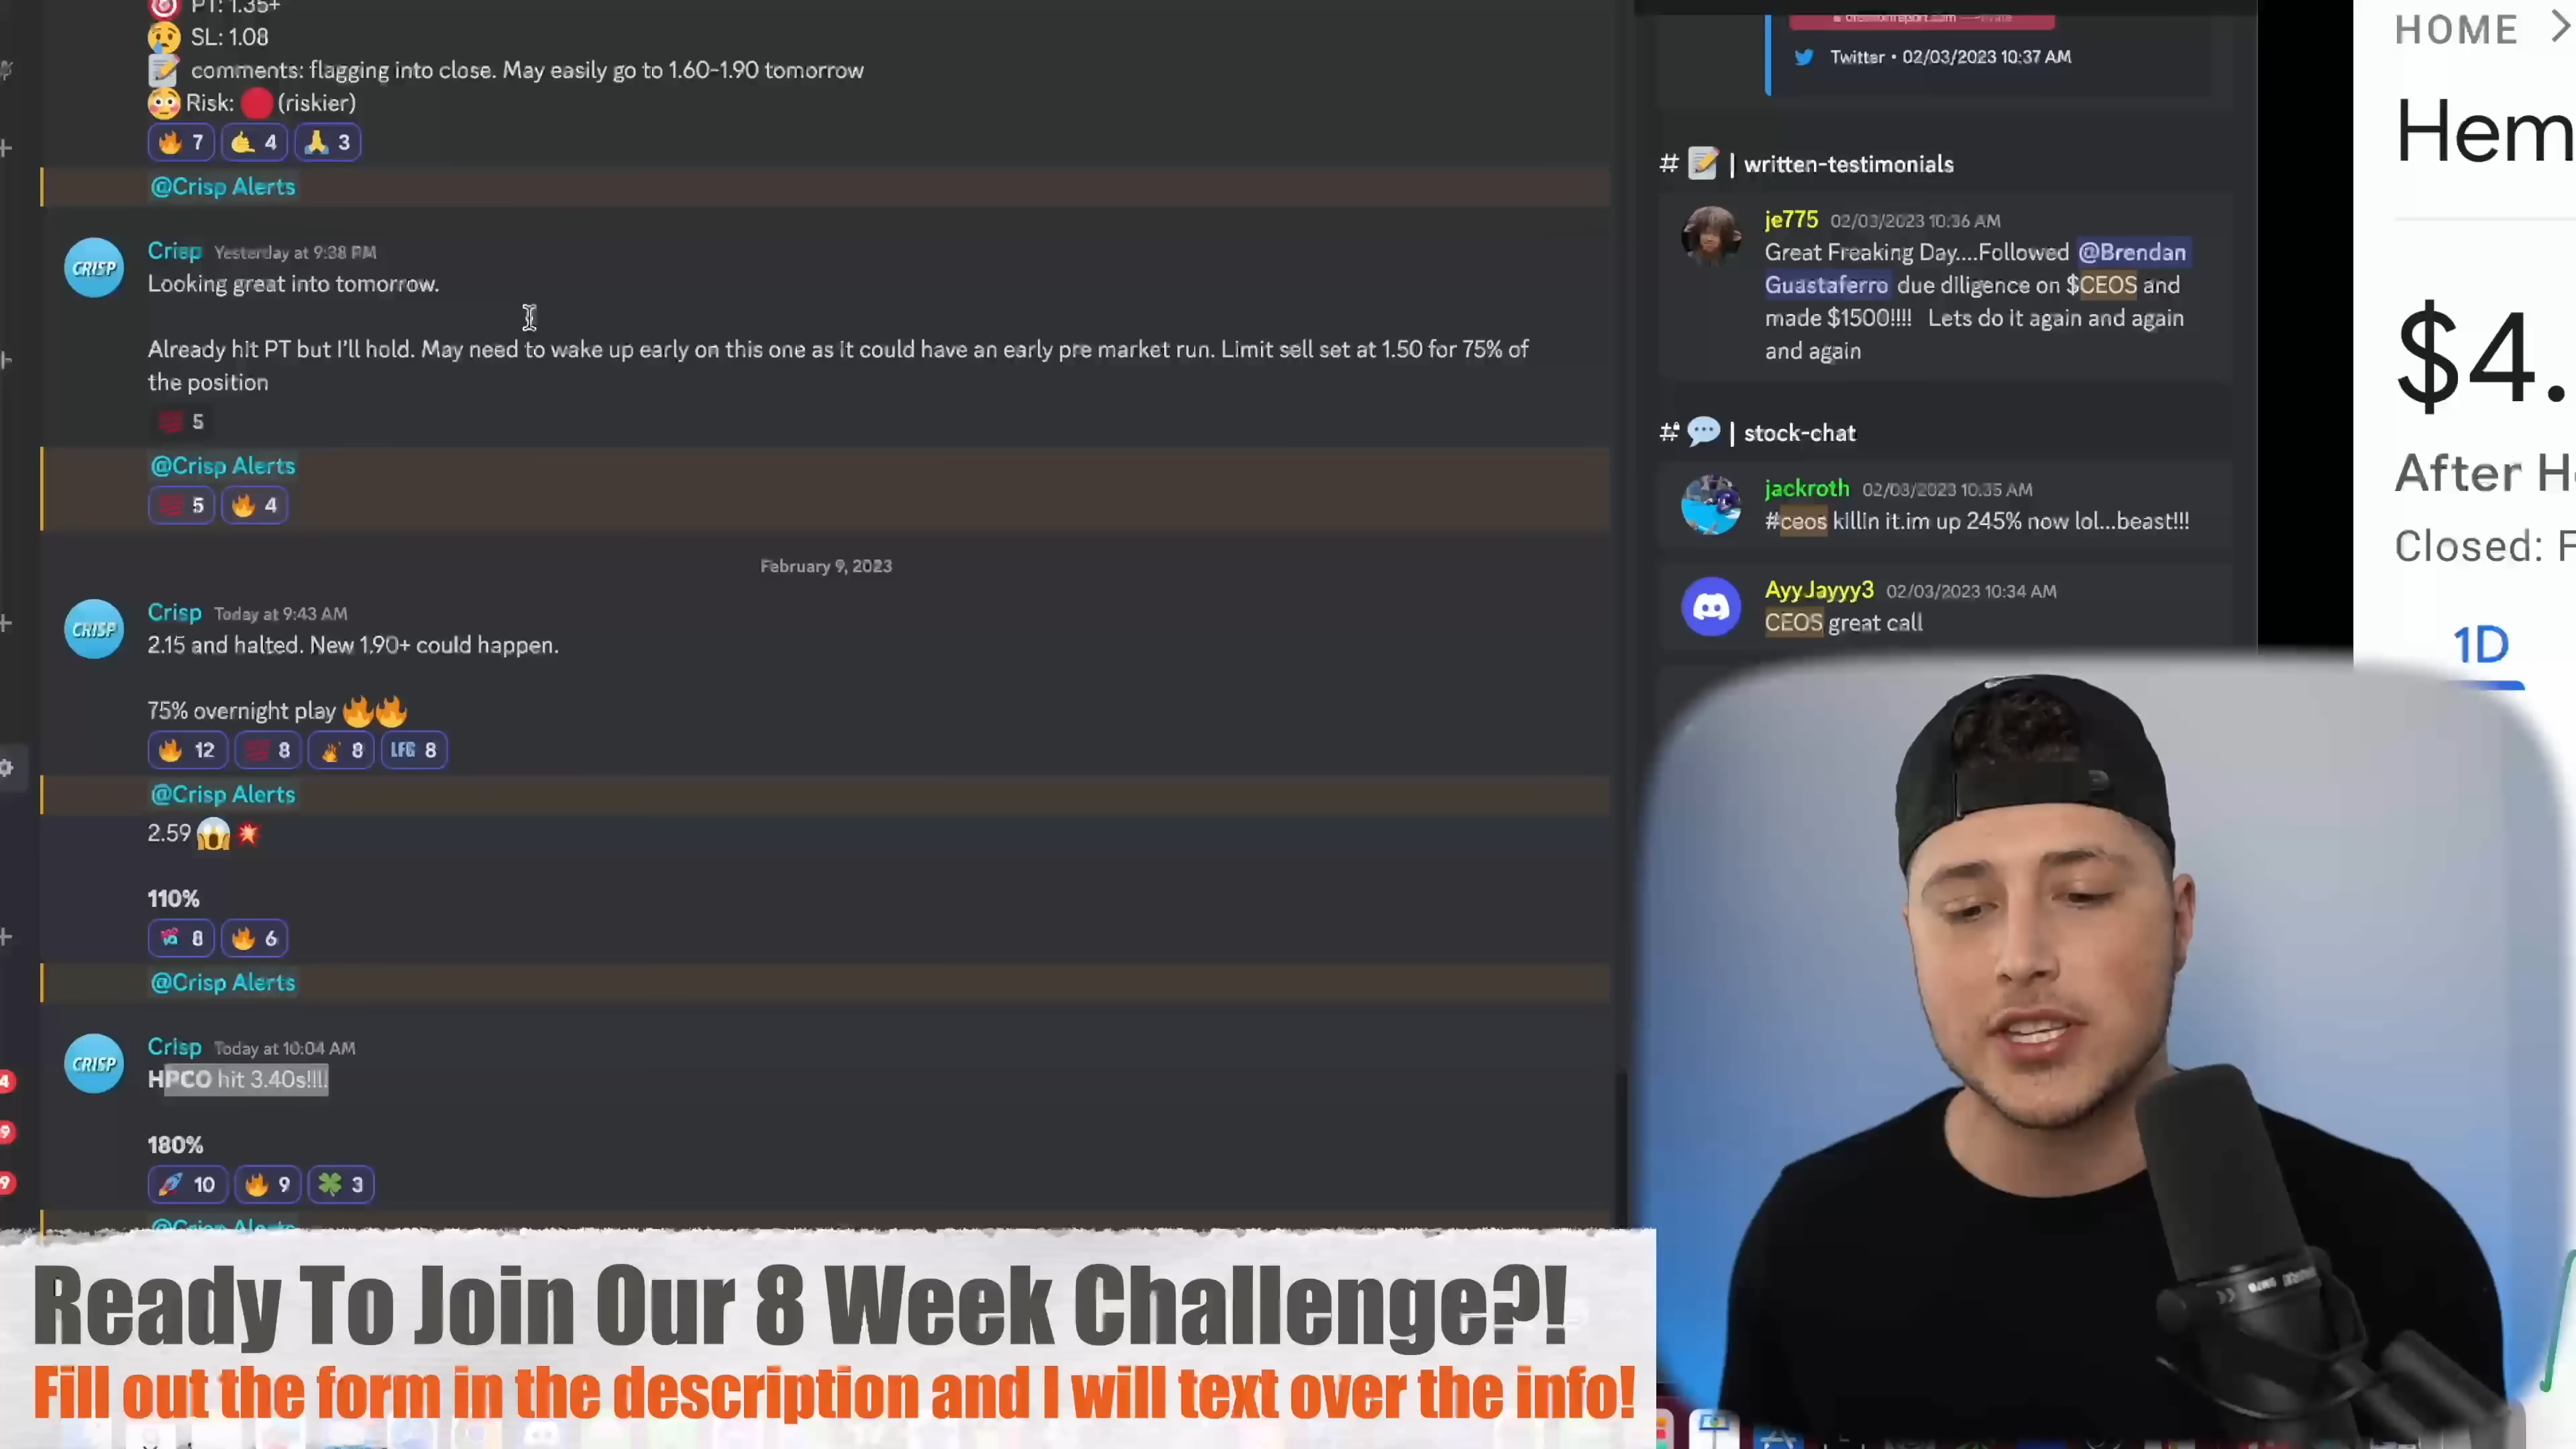 PT: 1.35+
SL: 1.08
comments: flagging into close. May easily go to 1.60-1.90 tomorrow
Risk: (riskier)
7 4 3
@Crisp Alerts
CRISP
Crisp Yesterday at 9:38 PM
Looking great into tomorrow.
Already hit PT but I'll hold. May need to wake up early on this one as it could have an early pre market run. Limit sell set at 1.50 for 75% of
the position
5
@Crisp Alerts
5 4
February 9, 2023
CRISP
Crisp Today at 9:43 AM
2.15 and halted. New 1.90+ could happen.
75% overnight play
12 8 8 LFG 8
@Crisp Alerts
2.59
110%
8 6
@Crisp Alerts
CRISP
Crisp Today at 10:04 AM
HPCO hit 3.40s!!!!
180%
10 9 3
@Crisp Alerts
4
9
9
Twitter • 02/03/2023 10:37 AM
# | written-testimonials
je775 02/03/2023 10:36 AM
Great Freaking Day....Followed @Brendan
Guastaferro due diligence on $CEOS and
made $1500!!!! Lets do it again and again
and again
# | stock-chat
jackroth 02/03/2023 10:35 AM
#ceos killin it.im up 245% now lol...beast!!!
AyyJayyy3 02/03/2023 10:34 AM
CEOS great call
HOME >
Hem
$4.
After H
Closed: F
1D
Ready To Join Our 8 Week Challenge?!
Fill out the form in the description and I will text over the info!